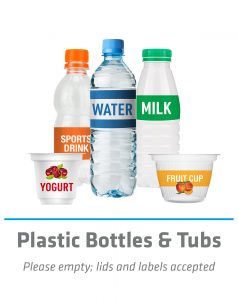 SPORTS
DRINK
WATER
MILK
YOGURT
FRUIT CUP
Plastic Bottles & Tubs
Please empty; lids and labels accepted